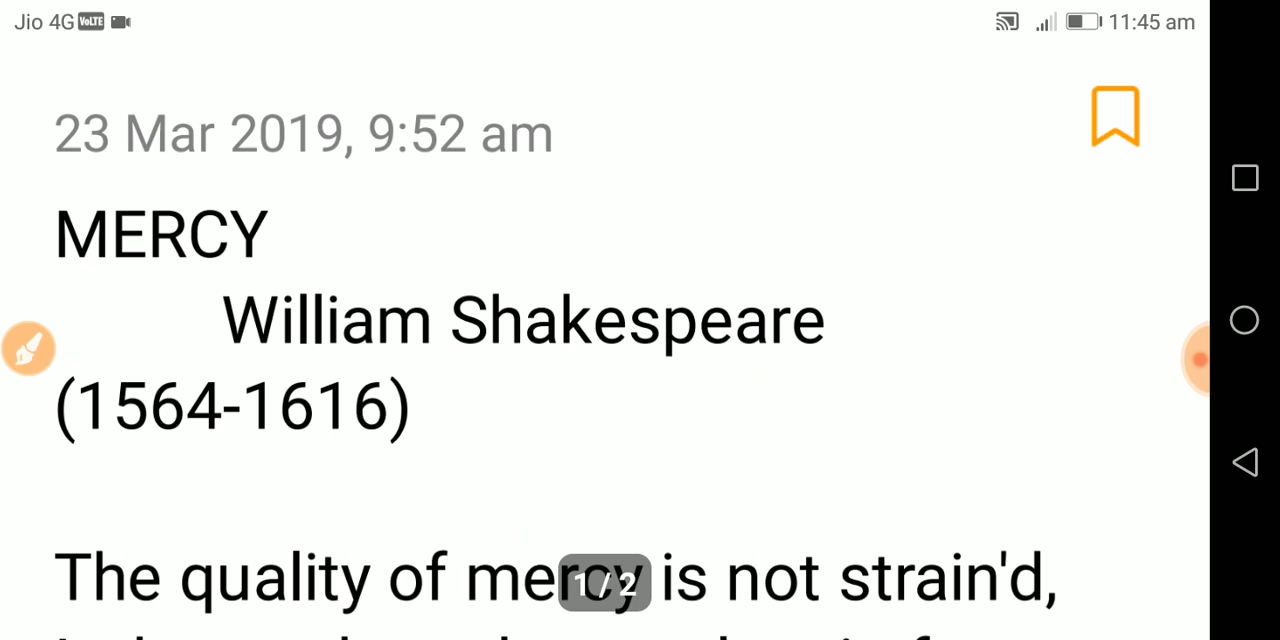 Jio 4G VoLTE 11:45 am
23 Mar 2019, 9:52 am
MERCY
William Shakespeare
(1564-1616)
The quality of mercy is not strain'd,
1 / 2